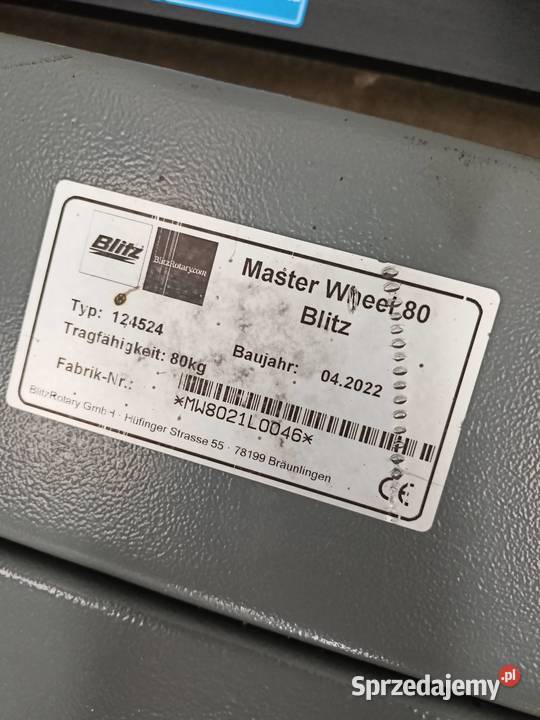 Blitz
BlitzRotary.com
Master Wheel 80
Blitz
Typ: 124524
Tragfähigkeit: 80kg
Baujahr: 04.2022
Fabrik-Nr.:
*MW8021L0046*
BlitzRotary GmbH · Hüfinger Strasse 55 · 78199 Bräunlingen
CE
Sprzedajemy.pl